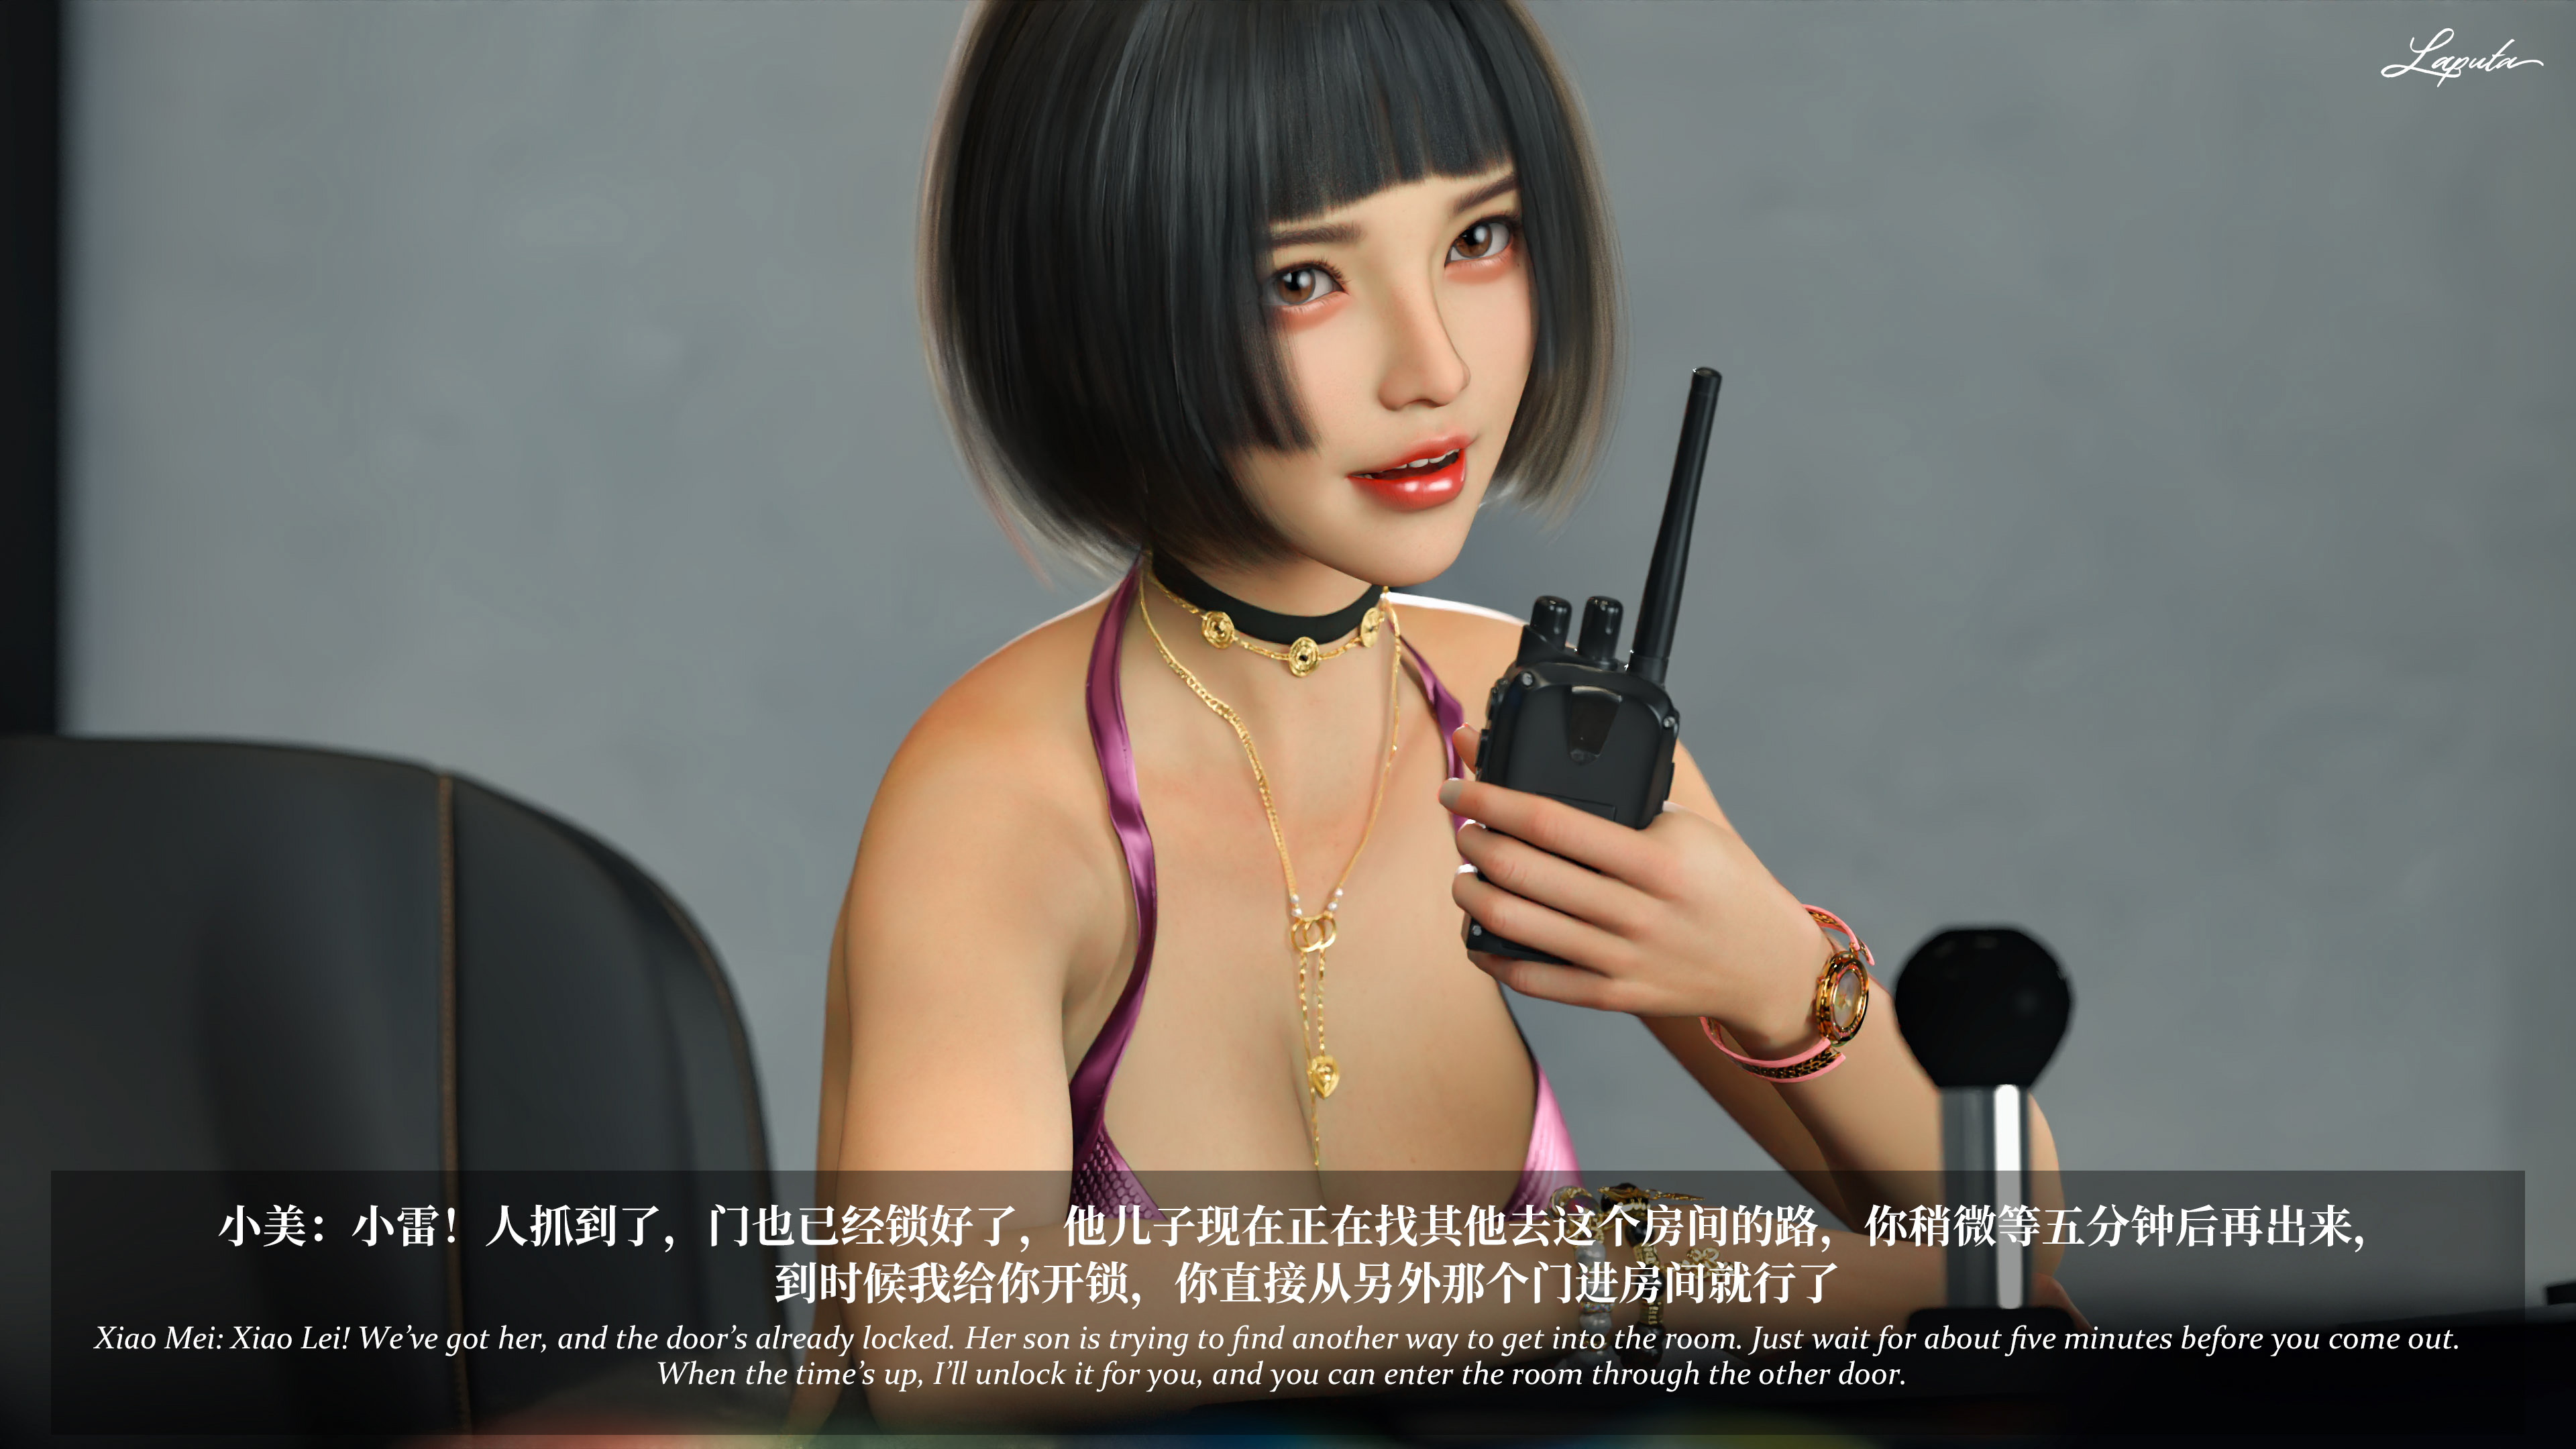 Laputa
小美：小雷！人抓到了，门也已经锁好了，他儿子现在正在找其他去这个房间的路，你稍微等五分钟后再出来，
到时候我给你开锁，你直接从另外那个门进房间就行了
Xiao Mei: Xiao Lei! We've got her, and the door's already locked. Her son is trying to find another way to get into the room. Just wait for about five minutes before you come out.
When the time's up, I'll unlock it for you, and you can enter the room through the other door.